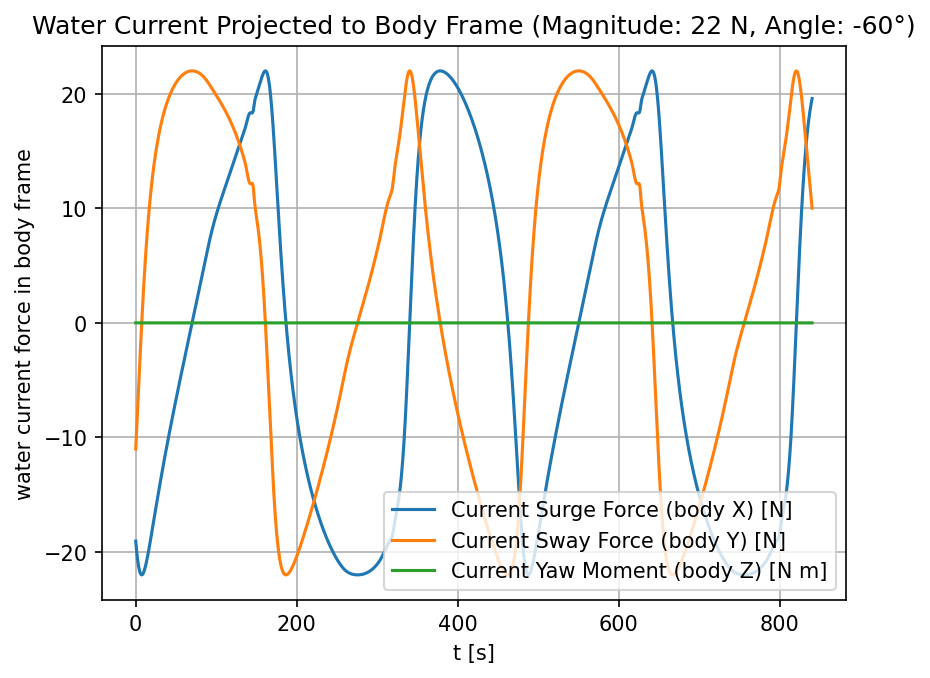 Water Current Projected to Body Frame (Magnitude: 22 N, Angle: -60°)
water current force in body frame
20
10
0
−10
−20
Current Surge Force (body X) [N]
Current Sway Force (body Y) [N]
Current Yaw Moment (body Z) [N m]
0 200 400 600 800
t [s]